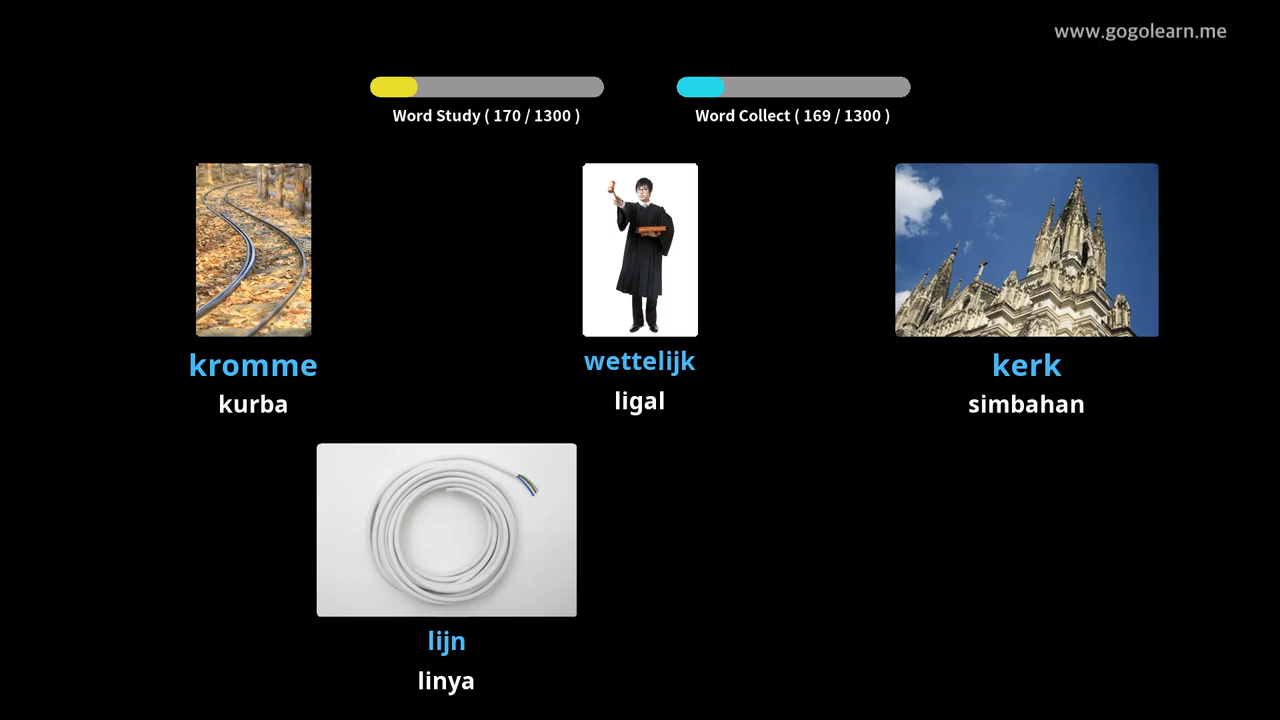 www.gogolearn.me
Word Study ( 170 / 1300 )
Word Collect ( 169 / 1300 )
kromme
kurba
wettelijk
ligal
kerk
simbahan
lijn
linya